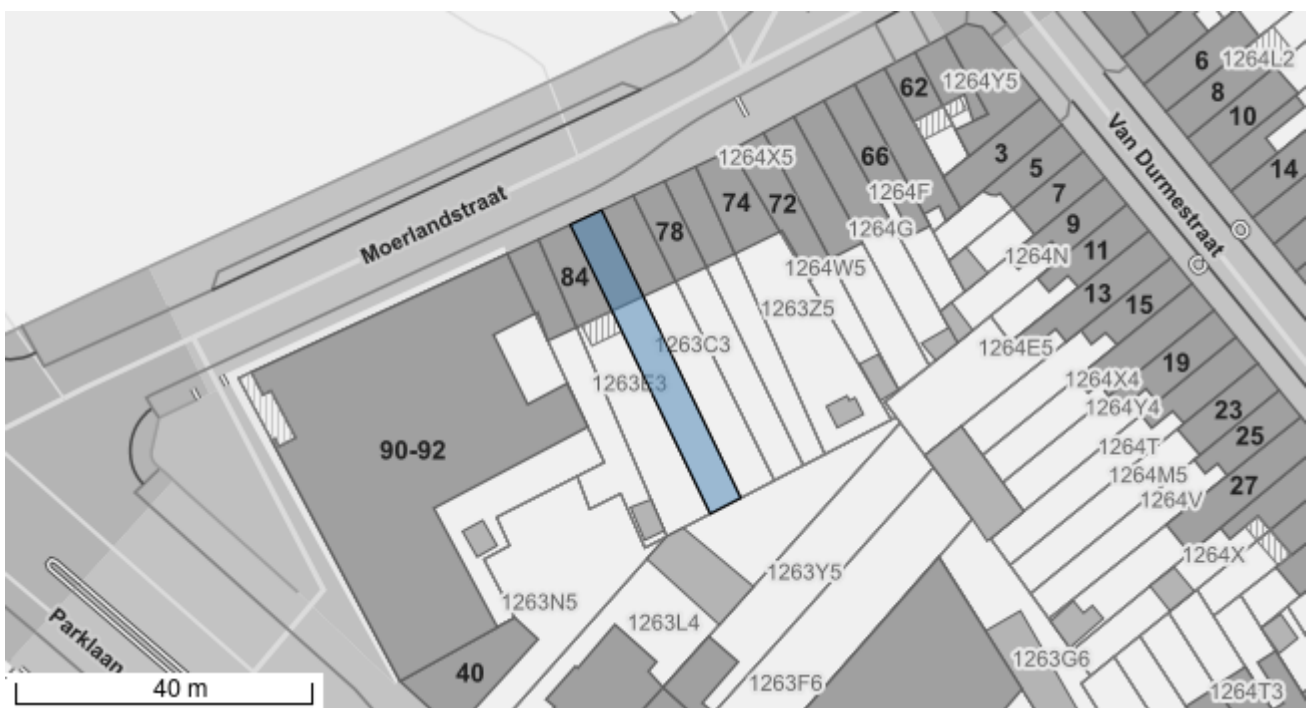 6
1264L2
8
10
62
1264Y5
Van Durmestraat
14
3
5
1264X5
66
7
1264F
Moerlandstraat
78
74
72
9
1264G
1264N
11
84
1264W5
13
15
1263Z5
1263C3
1264E5
19
1263E3
1264X4
1264Y4
23
90-92
1264T
25
1264M5
1264V
27
1264X
1263Y5
1263N5
1263L4
Parklaan
40
1263G6
1263F6
1264T3
40 m